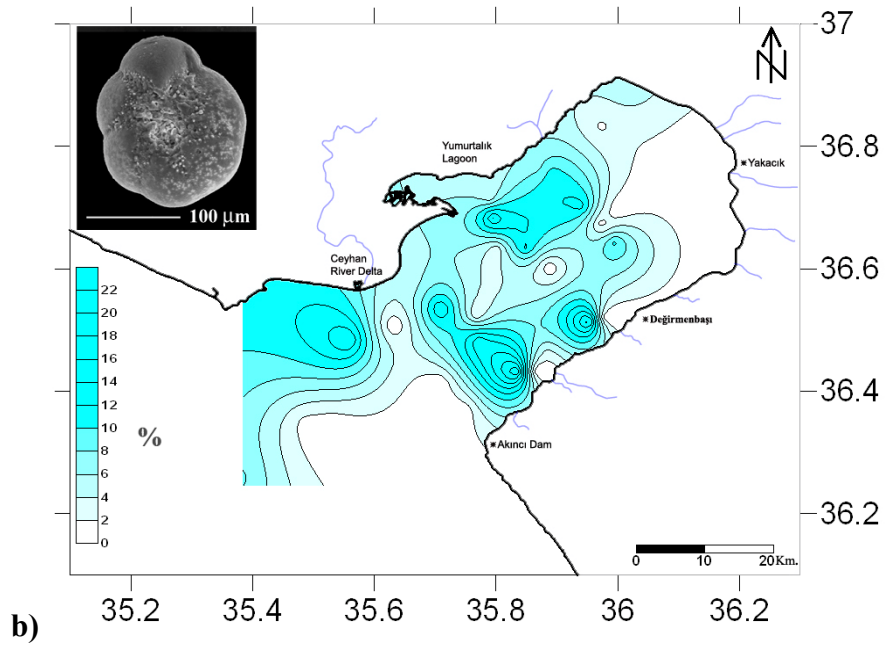 37
36.8
36.6
36.4
36.2
35.2
35.4
35.6
35.8
36
36.2
N
100 µm
Yumurtalık
Lagoon
Yakacık
Ceyhan
River Delta
Değirmenbaşı
Akıncı Dam
22
20
18
16
14
12
10
8
6
4
2
0
%
0
10
20 Km.
b)